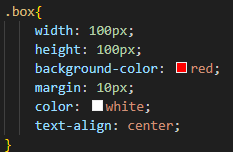 .box{
    width: 100px;
    height: 100px;
    background-color: red;
    margin: 10px;
    color: white;
    text-align: center;
}